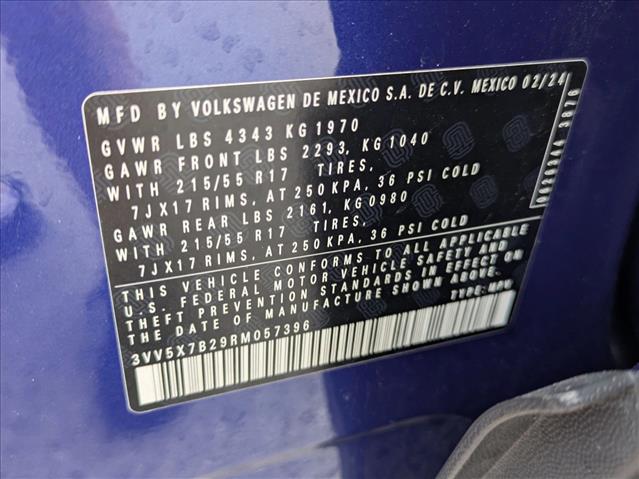 MFD BY VOLKSWAGEN DE MEXICO S.A. DE C.V. MEXICO 02/24
GVWR LBS 4343 KG 1970
GAWR FRONT LBS 2293, KG 1040
WITH 215/55 R17 TIRES,
7JX17 RIMS, AT 250 KPA, 36 PSI COLD
GAWR REAR LBS 2161, KG 0980
WITH 215/55 R17 TIRES,
7JX17 RIMS, AT 250 KPA, 36 PSI COLD
THIS VEHICLE CONFORMS TO ALL APPLICABLE
U.S. FEDERAL MOTOR VEHICLE SAFETY AND
THEFT PREVENTION STANDARDS IN EFFECT ON
DATE OF MANUFACTURE SHOWN ABOVE.
3VV5X7B29RM057396 TYPE: MPV